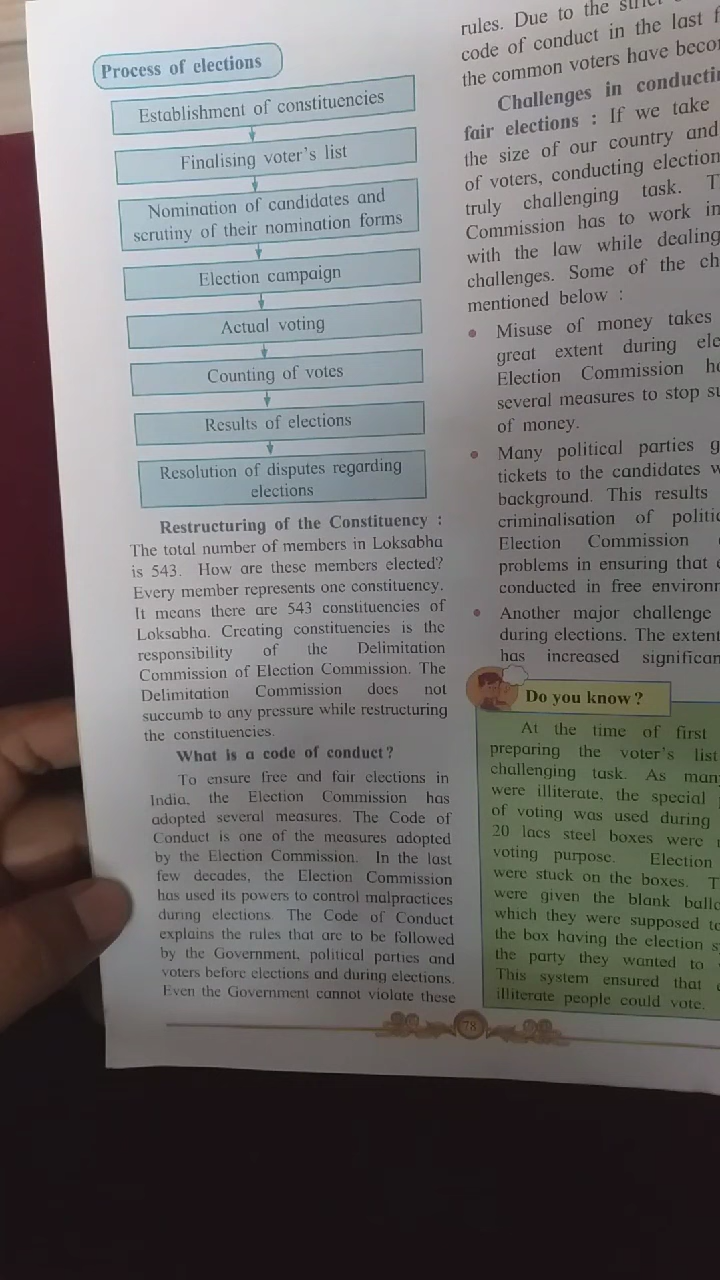 Process of elections
Establishment of constituencies
Finalising voter's list
Nomination of candidates and
scrutiny of their nomination forms
Election campaign
Actual voting
Counting of votes
Results of elections
Resolution of disputes regarding
elections
Restructuring of the Constituency :
The total number of members in Loksabha
is 543. How are these members elected?
Every member represents one constituency.
It means there are 543 constituencies of
Loksabha. Creating constituencies is the
responsibility of the Delimitation
Commission of Election Commission. The
Delimitation Commission does not
succumb to any pressure while restructuring
the constituencies.
What is a code of conduct?
To ensure free and fair elections in
India, the Election Commission has
adopted several measures. The Code of
Conduct is one of the measures adopted
by the Election Commission. In the last
few decades, the Election Commission
has used its powers to control malpractices
during elections. The Code of Conduct
explains the rules that are to be followed
by the Government, political parties and
voters before elections and during elections.
Even the Government cannot violate these
rules. Due to the
code of conduct in the last
the common voters have
Challenges in
fair elections : If we take
the size of our country and
of voters, conducting
truly challenging task.
Commission has to work
with the law while dealing
challenges. Some of the
mentioned below :
• Misuse of money takes
great extent during
Election Commission
several measures to stop
of money.
• Many political parties
tickets to the candidates
background. This results
criminalisation of
Election Commission
problems in ensuring that
conducted in free
• Another major challenge
during elections. The extent
has increased
Do you know?
At the time of first
preparing the voter's list
challenging task. As
were illiterate, the special
of voting was used during
20 lacs steel boxes were
voting purpose. Election
were stuck on the boxes.
were given the blank
which they were supposed
the box having the election
the party they wanted to
This system ensured that
illiterate people could vote.
78